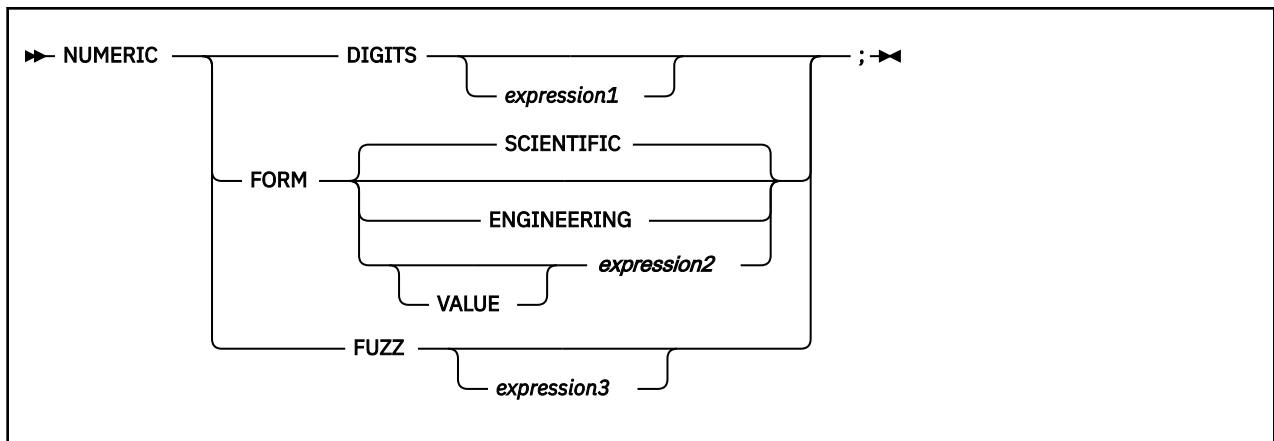 NUMERIC DIGITS ;
expression1
SCIENTIFIC
FORM
ENGINEERING
expression2
VALUE
FUZZ
expression3